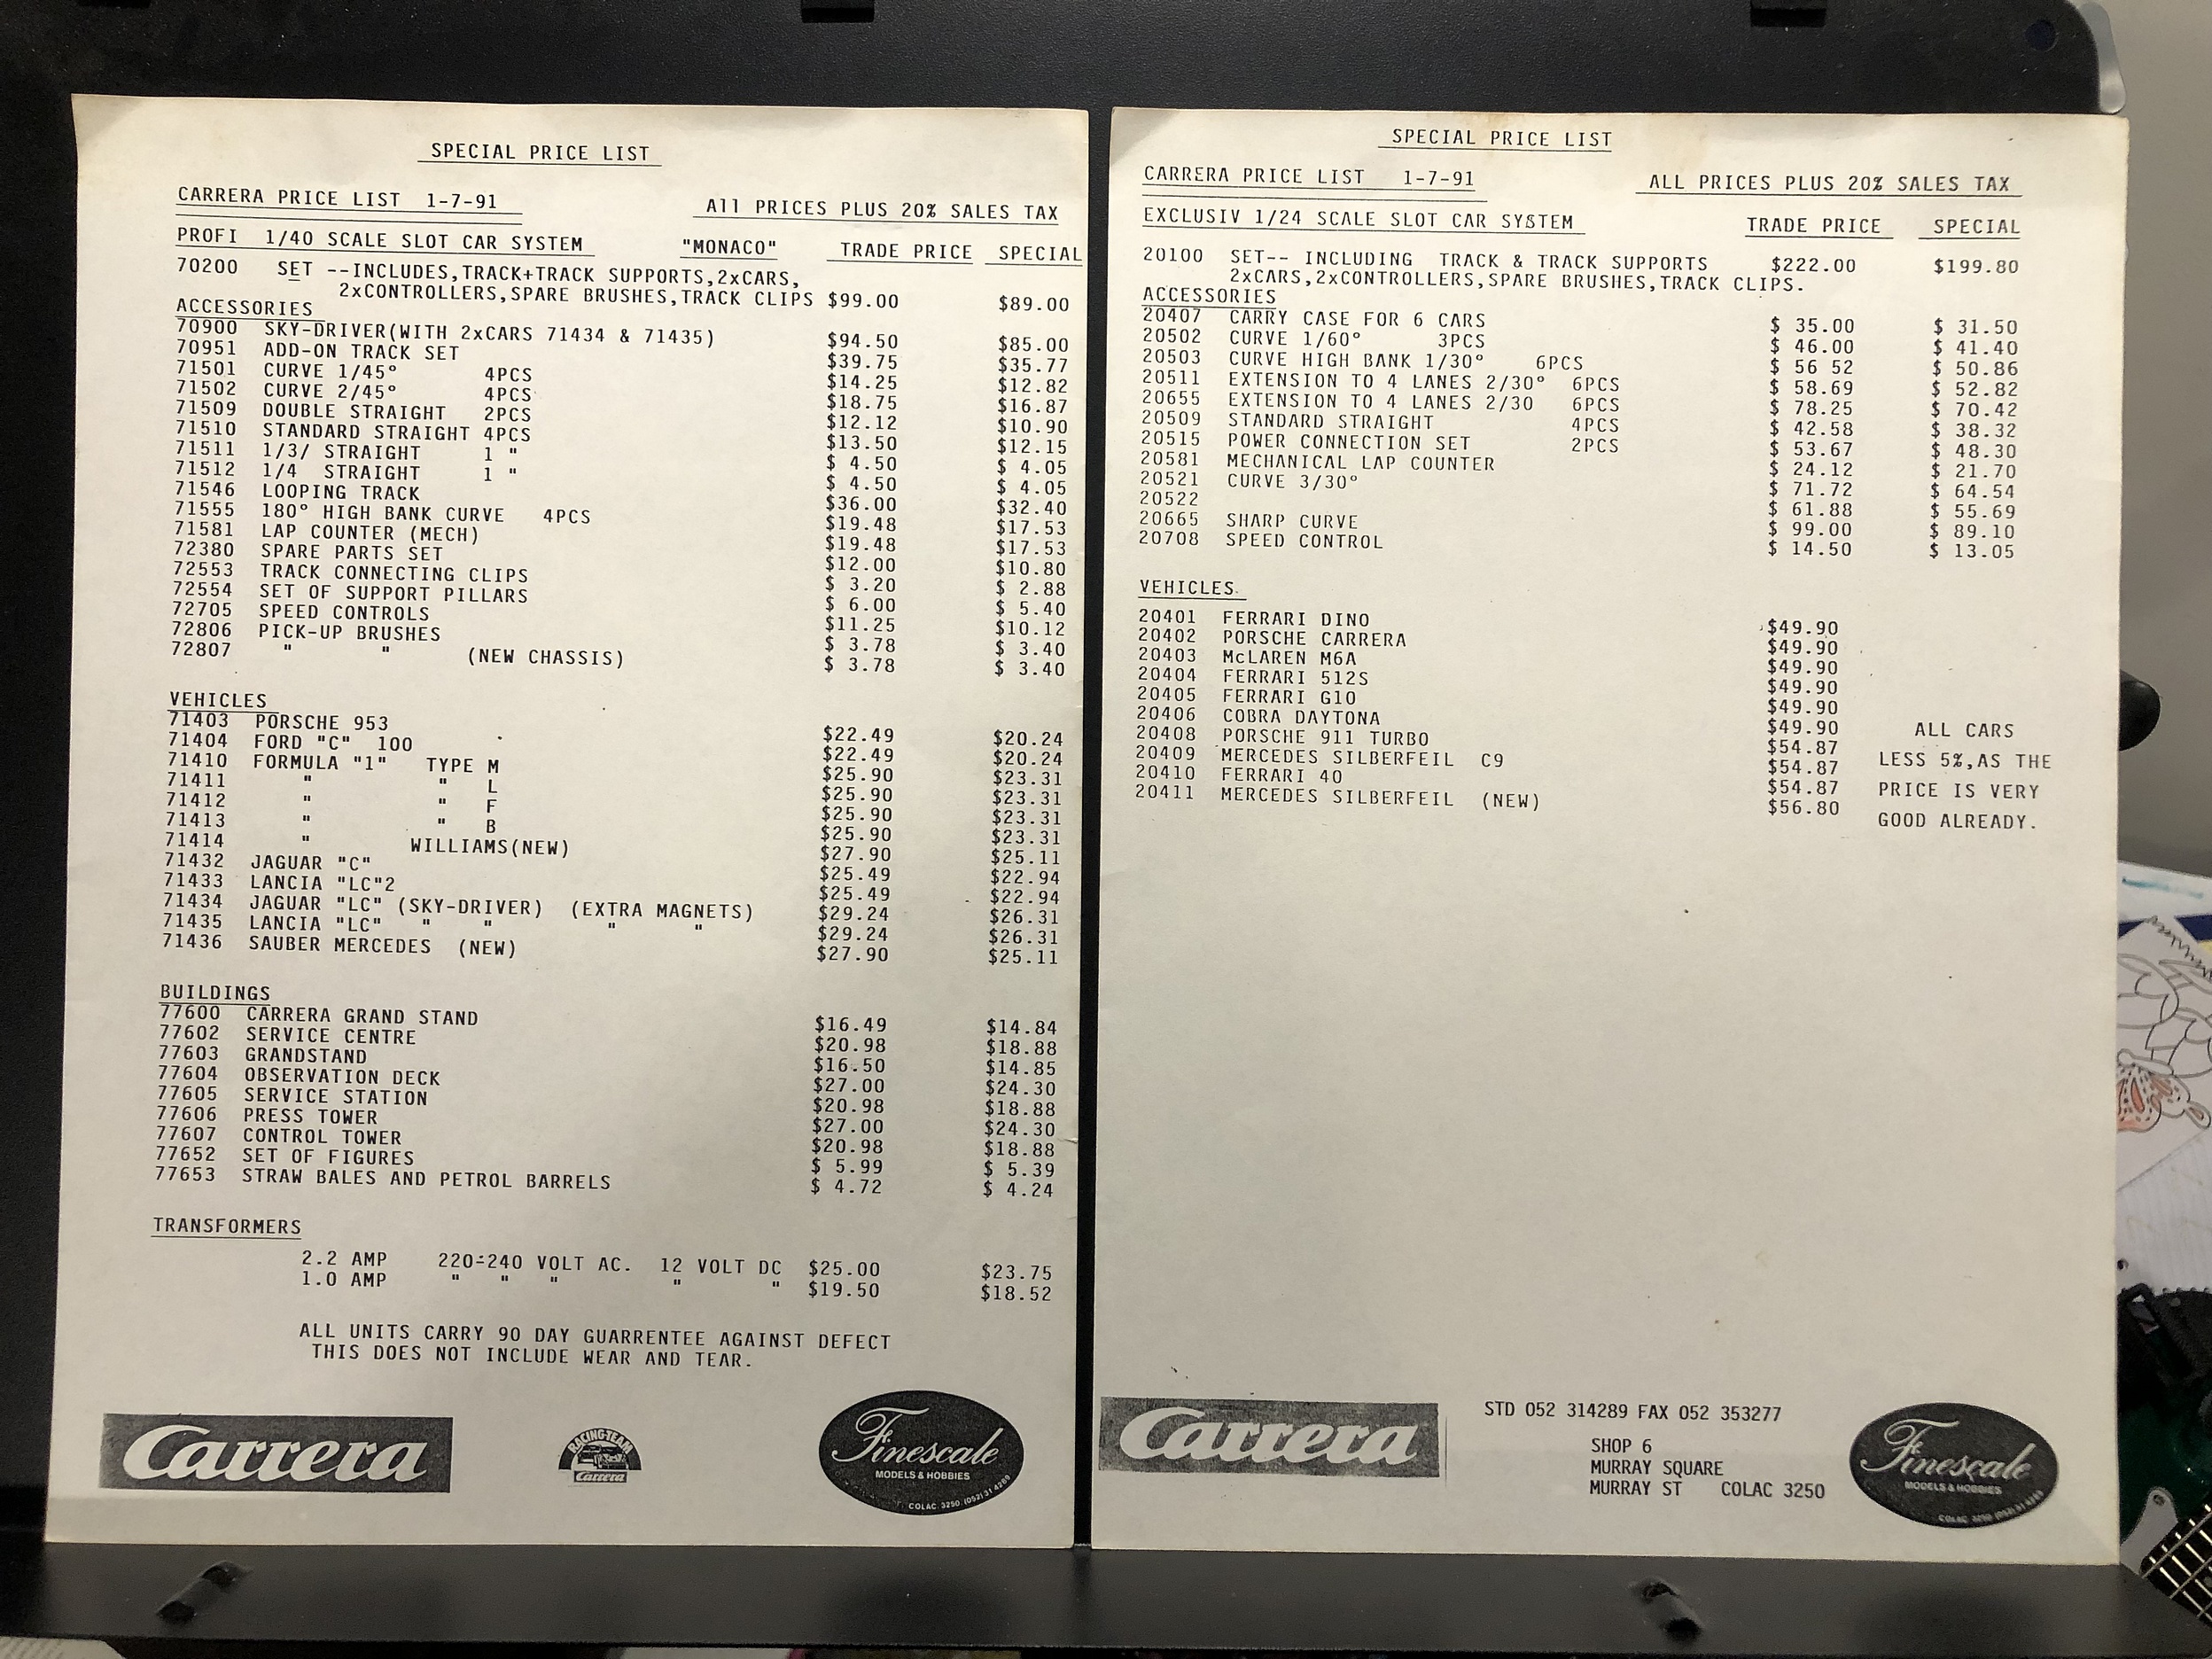 SPECIAL PRICE LIST
CARRERA PRICE LIST 1-7-91 All PRICES PLUS 20% SALES TAX
PROFI 1/40 SCALE SLOT CAR SYSTEM "MONACO" TRADE PRICE SPECIAL
70200 SET --INCLUDES,TRACK+TRACK SUPPORTS,2xCARS,
2xCONTROLLERS,SPARE BRUSHES,TRACK CLIPS $99.00 $89.00
ACCESSORIES
70900 SKY-DRIVER(WITH 2xCARS 71434 & 71435) $94.50 $85.00
70951 ADD-ON TRACK SET $39.75 $35.77
71501 CURVE 1/45° 4PCS $14.25 $12.82
71502 CURVE 2/45° 4PCS $18.75 $16.87
71509 DOUBLE STRAIGHT 2PCS $12.12 $10.90
71510 STANDARD STRAIGHT 4PCS $13.50 $12.15
71511 1/3/ STRAIGHT 1 " $ 4.50 $ 4.05
71512 1/4 STRAIGHT 1 " $ 4.50 $ 4.05
71546 LOOPING TRACK $36.00 $32.40
71555 180° HIGH BANK CURVE 4PCS $19.48 $17.53
71581 LAP COUNTER (MECH) $19.48 $17.53
72380 SPARE PARTS SET $12.00 $10.80
72553 TRACK CONNECTING CLIPS $ 3.20 $ 2.88
72554 SET OF SUPPORT PILLARS $ 6.00 $ 5.40
72705 SPEED CONTROLS $11.25 $10.12
72806 PICK-UP BRUSHES $ 3.78 $ 3.40
72807 " " (NEW CHASSIS) $ 3.78 $ 3.40
VEHICLES
71403 PORSCHE 953 $22.49 $20.24
71404 FORD "C" 100 $22.49 $20.24
71410 FORMULA "1" TYPE M $25.90 $23.31
71411 " " L $25.90 $23.31
71412 " " F $25.90 $23.31
71413 " " B $25.90 $23.31
71414 " WILLIAMS(NEW) $27.90 $25.11
71432 JAGUAR "C" $25.49 $22.94
71433 LANCIA "LC"2 $25.49 $22.94
71434 JAGUAR "LC" (SKY-DRIVER) (EXTRA MAGNETS) $29.24 $26.31
71435 LANCIA "LC" " " " " $29.24 $26.31
71436 SAUBER MERCEDES (NEW) $27.90 $25.11
BUILDINGS
77600 CARRERA GRAND STAND $16.49 $14.84
77602 SERVICE CENTRE $20.98 $18.88
77603 GRANDSTAND $16.50 $14.85
77604 OBSERVATION DECK $27.00 $24.30
77605 SERVICE STATION $20.98 $18.88
77606 PRESS TOWER $27.00 $24.30
77607 CONTROL TOWER $20.98 $18.88
77652 SET OF FIGURES $ 5.99 $ 5.39
77653 STRAW BALES AND PETROL BARRELS $ 4.72 $ 4.24
TRANSFORMERS
2.2 AMP 220-240 VOLT AC. 12 VOLT DC $25.00 $23.75
1.0 AMP " " " " " $19.50 $18.52
ALL UNITS CARRY 90 DAY GUARRENTEE AGAINST DEFECT
THIS DOES NOT INCLUDE WEAR AND TEAR.
Carrera
RACING-TEAM
Carrera
Finescale
MODELS & HOBBIES
COLAC 3250 (052) 31 4289
SPECIAL PRICE LIST
CARRERA PRICE LIST 1-7-91 ALL PRICES PLUS 20% SALES TAX
EXCLUSIV 1/24 SCALE SLOT CAR SYSTEM TRADE PRICE SPECIAL
20100 SET-- INCLUDING TRACK & TRACK SUPPORTS $222.00 $199.80
2xCARS,2xCONTROLLERS,SPARE BRUSHES,TRACK CLIPS.
ACCESSORIES
20407 CARRY CASE FOR 6 CARS $ 35.00 $ 31.50
20502 CURVE 1/60° 3PCS $ 46.00 $ 41.40
20503 CURVE HIGH BANK 1/30° 6PCS $ 56 52 $ 50.86
20511 EXTENSION TO 4 LANES 2/30° 6PCS $ 58.69 $ 52.82
20655 EXTENSION TO 4 LANES 2/30 6PCS $ 78.25 $ 70.42
20509 STANDARD STRAIGHT 4PCS $ 42.58 $ 38.32
20515 POWER CONNECTION SET 2PCS $ 53.67 $ 48.30
20581 MECHANICAL LAP COUNTER $ 24.12 $ 21.70
20521 CURVE 3/30° $ 71.72 $ 64.54
20522 $ 61.88 $ 55.69
20665 SHARP CURVE $ 99.00 $ 89.10
20708 SPEED CONTROL $ 14.50 $ 13.05
VEHICLES
20401 FERRARI DINO $49.90
20402 PORSCHE CARRERA $49.90
20403 McLAREN M6A $49.90
20404 FERRARI 512S $49.90
20405 FERRARI G10 $49.90
20406 COBRA DAYTONA $49.90
20408 PORSCHE 911 TURBO $54.87
20409 MERCEDES SILBERFEIL C9 $54.87
20410 FERRARI 40 $54.87
20411 MERCEDES SILBERFEIL (NEW) $56.80
ALL CARS
LESS 5%,AS THE
PRICE IS VERY
GOOD ALREADY.
Carrera
STD 052 314289 FAX 052 353277
SHOP 6
MURRAY SQUARE
MURRAY ST COLAC 3250
Finescale
MODELS & HOBBIES
COLAC 3250 (052) 31 4289